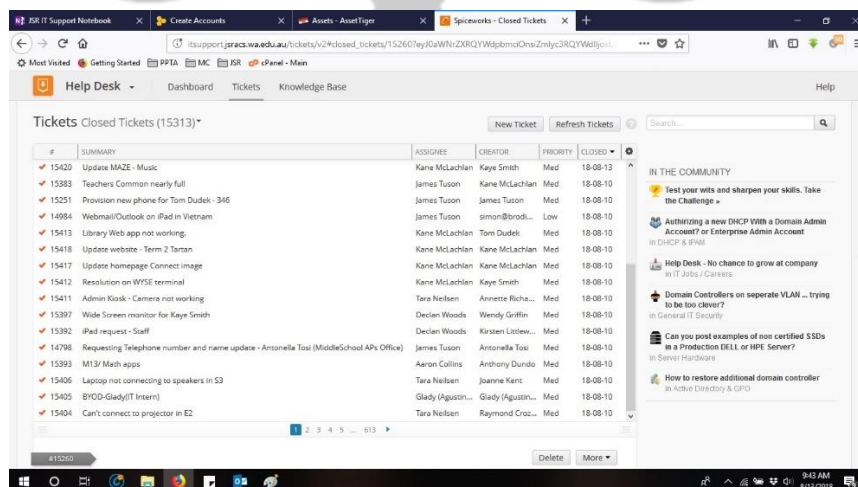 JSR IT Support Notebook
Create Accounts
Assets - AssetTiger
Spiceworks - Closed Tickets
Most Visited Getting Started PPTA MC JSR cPanel - Main
Help Desk Dashboard Tickets Knowledge Base Help
Tickets Closed Tickets (15313) New Ticket Refresh Tickets Search...
# SUMMARY ASSIGNEE CREATOR PRIORITY CLOSED
15420 Update MAZE - Music Kane McLachlan Kaye Smith Med 18-08-13
15383 Teachers Common nearly full James Tuson Kane McLachlan Med 18-08-10
15251 Provision new phone for Tom Dudek - 346 James Tuson James Tuson Med 18-08-10
14984 Webmail/Outlook on iPad in Vietnam James Tuson simon@brodi... Low 18-08-10
15413 Library Web app not working. Kane McLachlan Tom Dudek Med 18-08-10
15418 Update website - Term 2 Tartan Kane McLachlan Kane McLachlan Med 18-08-10
15417 Update homepage Connect image Kane McLachlan Kane McLachlan Med 18-08-10
15412 Resolution on WYSE terminal Kane McLachlan Kaye Smith Med 18-08-10
15411 Admin Kiosk - Camera not working Tara Neilsen Annette Richa... Med 18-08-10
15397 Wide Screen monitor for Kaye Smith Declan Woods Wendy Griffin Med 18-08-10
15392 iPad request - Staff Declan Woods Kirsten Littlew... Med 18-08-10
14798 Requesting Telephone number and name update - Antonella Tosi (MiddleSchool APs Office) James Tuson Antonella Tosi Med 18-08-10
15393 M13/ Math apps Aaron Collins Anthony Dundo Med 18-08-10
15406 Laptop not connecting to speakers in S3 Tara Neilsen Joanne Kent Med 18-08-10
15405 BYOD-Glady(IT Intern) Glady (Agustin... Glady (Agustin... Med 18-08-10
15404 Can't connect to projector in E2 Tara Neilsen Raymond Croz... Med 18-08-10
1 2 3 4 5 ... 613
#15260 Delete More
IN THE COMMUNITY
Test your wits and sharpen your skills. Take
the Challenge »
Authirizing a new DHCP With a Domain Admin
Account? or Enterprise Admin Account
in DHCP & IPAM
Help Desk - No chance to grow at company
in IT Jobs / Careers
Domain Controllers on seperate VLAN ... trying
to be too clever?
in General IT Security
Can you post examples of non certified SSDs
in a Production DELL or HPE Server?
in Server Hardware
How to restore additional domain controller
in Active Directory & GPO
9:43 AM
8/13/2018